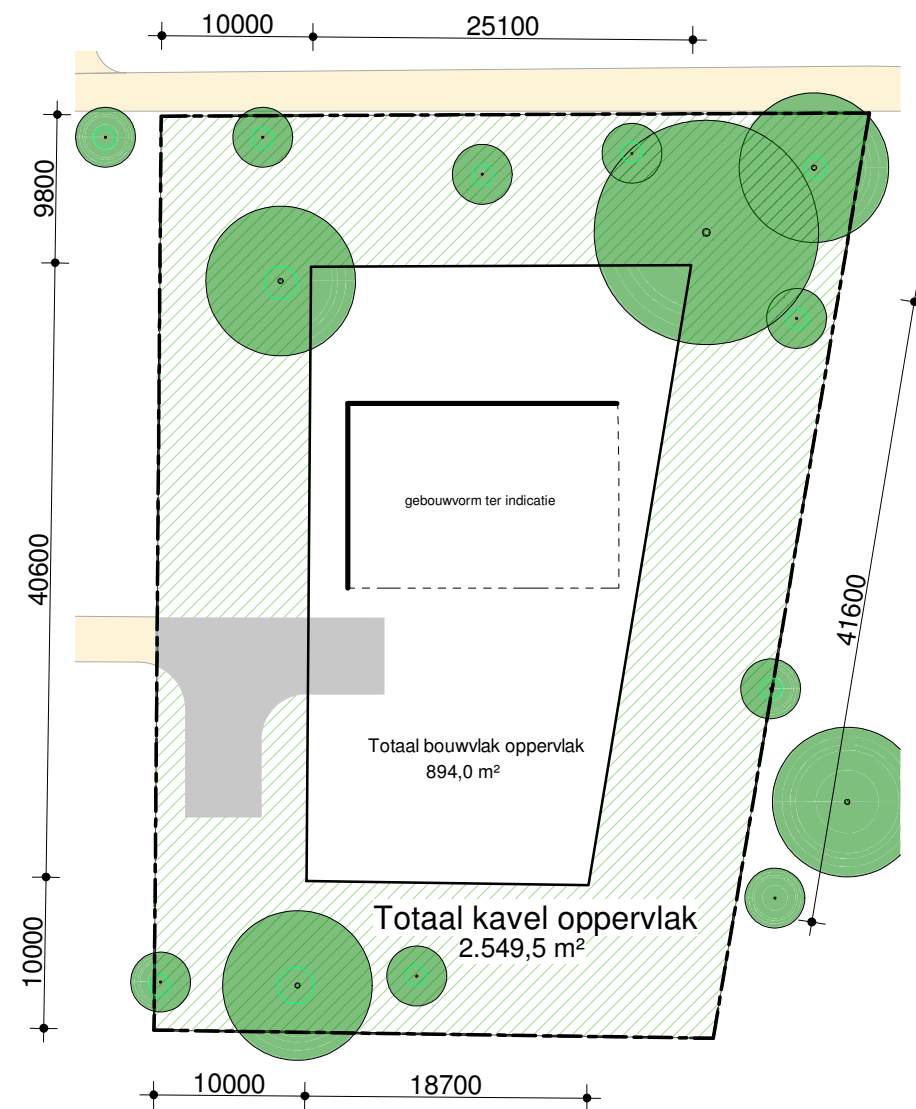 10000
25100
9800
40600
gebouwvorm ter indicatie
41600
Totaal bouwvlak oppervlak
894,0 m²
Totaal kavel oppervlak
2.549,5 m²
10000
10000
18700